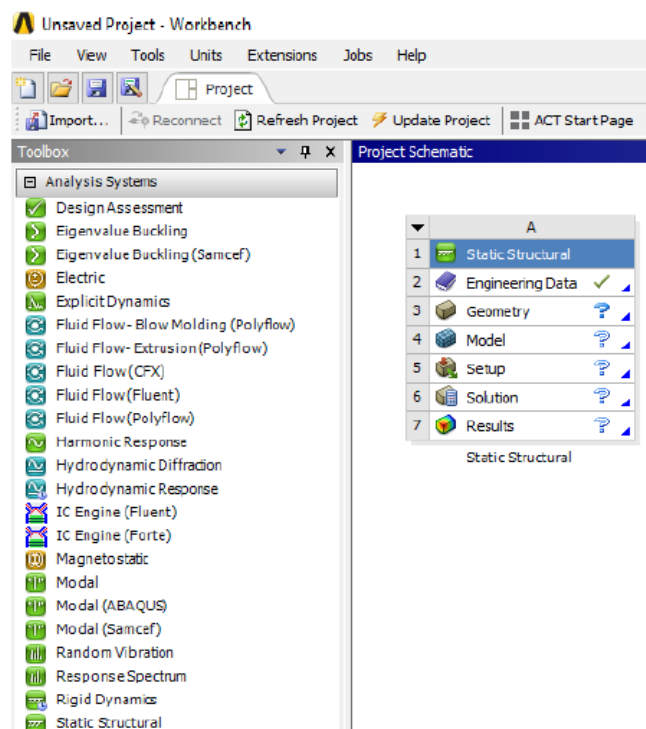 Unsaved Project - Workbench
File View Tools Units Extensions Jobs Help
Project
Import... Reconnect Refresh Project Update Project ACT Start Page
Toolbox
Analysis Systems
Design Assessment
Eigenvalue Buckling
Eigenvalue Buckling (Samcef)
Electric
Explicit Dynamics
Fluid Flow- Blow Molding (Polyflow)
Fluid Flow- Extrusion (Polyflow)
Fluid Flow (CFX)
Fluid Flow (Fluent)
Fluid Flow (Polyflow)
Harmonic Response
Hydrodynamic Diffraction
Hydrodynamic Response
IC Engine (Fluent)
IC Engine (Forte)
Magnetostatic
Modal
Modal (ABAQUS)
Modal (Samcef)
Random Vibration
Response Spectrum
Rigid Dynamics
Static Structural
Project Schematic
A
1 Static Structural
2 Engineering Data
3 Geometry
4 Model
5 Setup
6 Solution
7 Results
Static Structural